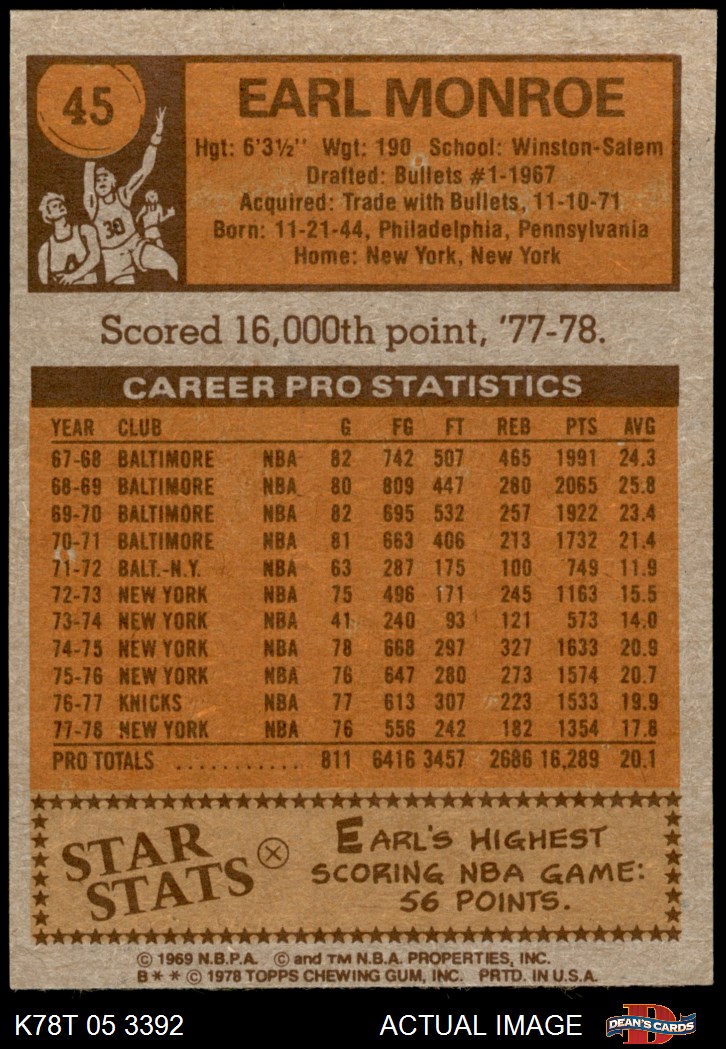 45
EARL MONROE
Hgt: 6'3½" Wgt: 190 School: Winston-Salem
Drafted: Bullets #1-1967
Acquired: Trade with Bullets, 11-10-71
Born: 11-21-44, Philadelphia, Pennsylvania
Home: New York, New York
30
Scored 16,000th point, '77-78.
CAREER PRO STATISTICS
YEAR CLUB G FG FT REB PTS AVG
67-68 BALTIMORE NBA 82 742 507 465 1991 24.3
68-69 BALTIMORE NBA 80 809 447 280 2065 25.8
69-70 BALTIMORE NBA 82 695 532 257 1922 23.4
70-71 BALTIMORE NBA 81 663 406 213 1732 21.4
71-72 BALT.-N.Y. NBA 63 287 175 100 749 11.9
72-73 NEW YORK NBA 75 496 171 245 1163 15.5
73-74 NEW YORK NBA 41 240 93 121 573 14.0
74-75 NEW YORK NBA 78 668 297 327 1633 20.9
75-76 NEW YORK NBA 76 647 280 273 1574 20.7
76-77 KNICKS NBA 77 613 307 223 1533 19.9
77-78 NEW YORK NBA 76 556 242 182 1354 17.8
PRO TOTALS ........... 811 6416 3457 2686 16,289 20.1
STAR STATS
EARL'S HIGHEST
SCORING NBA GAME:
56 POINTS.
© 1969 N.B.P.A. © and TM N.B.A. PROPERTIES, INC.
B * * © 1978 TOPPS CHEWING GUM, INC. PRTD. IN U.S.A.
K78T 05 3392 ACTUAL IMAGE
D
DEAN'S CARDS